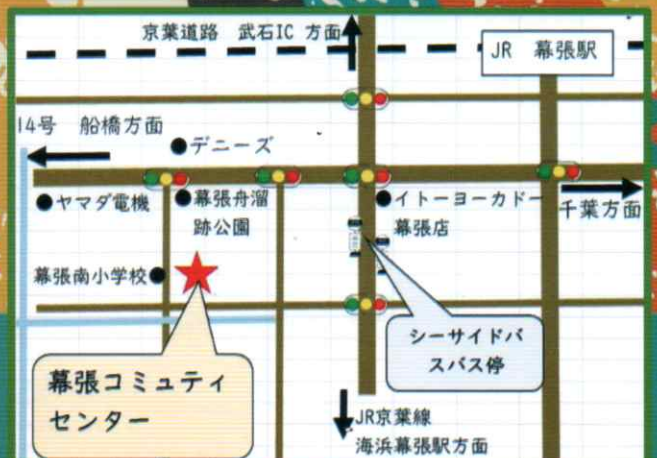 京葉道路 武石IC 方面
JR 幕張駅
14号 船橋方面
デニーズ
ヤマダ電機
幕張舟溜
跡公園
イトーヨーカドー
幕張店
千葉方面
幕張南小学校
シーサイドバ
スバス停
幕張コミュティ
センター
JR京葉線
海浜幕張駅方面